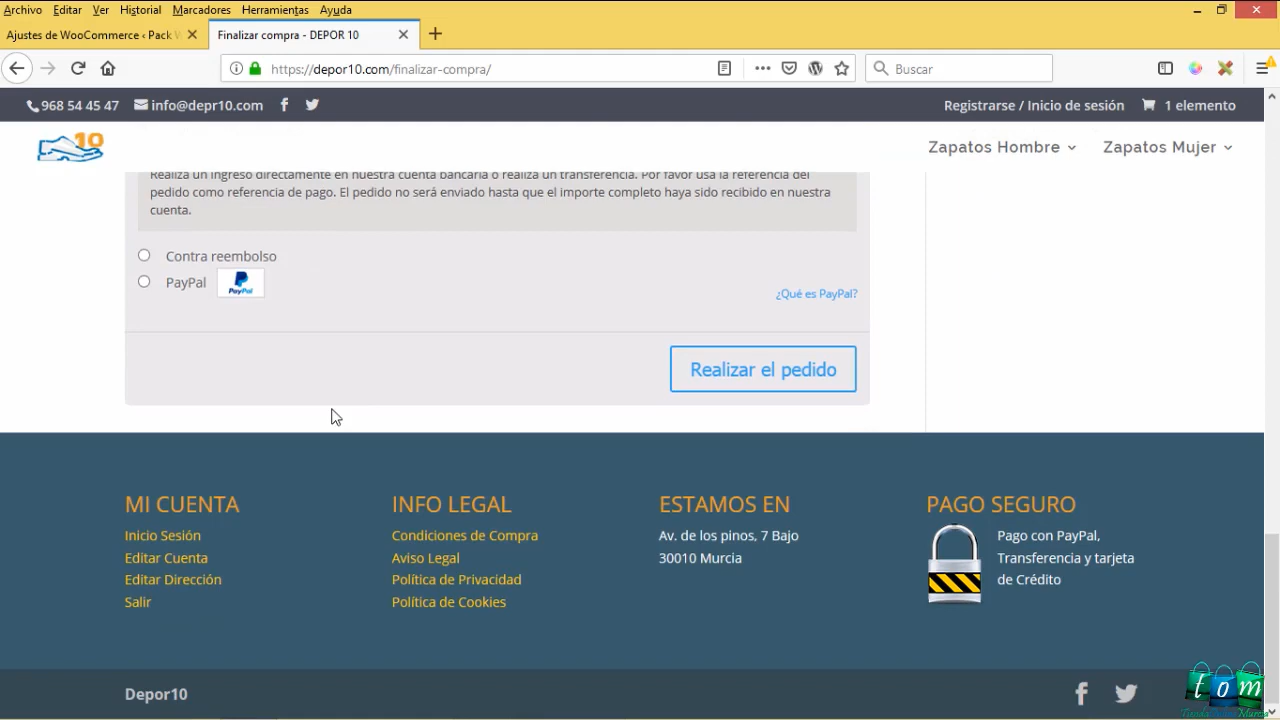 Archivo Editar Ver Historial Marcadores Herramientas Ayuda
Ajustes de WooCommerce ‹ Pack W
Finalizar compra - DEPOR 10
https://depor10.com/finalizar-compra/
Buscar
968 54 45 47 info@depr10.com
Registrarse / Inicio de sesión 1 elemento
10
Zapatos Hombre Zapatos Mujer
Realiza un ingreso directamente en nuestra cuenta bancaria o realiza un transferencia. Por favor usa la referencia del
pedido como referencia de pago. El pedido no será enviado hasta que el importe completo haya sido recibido en nuestra
cuenta.
Contra reembolso
PayPal PayPal
¿Qué es PayPal?
Realizar el pedido
MI CUENTA
Inicio Sesión
Editar Cuenta
Editar Dirección
Salir
INFO LEGAL
Condiciones de Compra
Aviso Legal
Política de Privacidad
Política de Cookies
ESTAMOS EN
Av. de los pinos, 7 Bajo
30010 Murcia
PAGO SEGURO
Pago con PayPal,
Transferencia y tarjeta
de Crédito
Depor10
tom